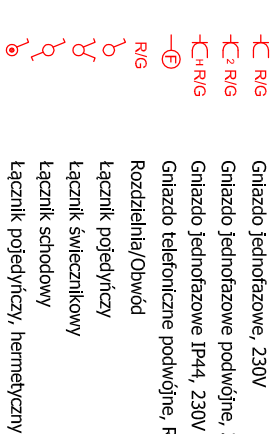 R/G Gniazdo jednofazowe, 230V
2 R/G Gniazdo jednofazowe podwójne,
H R/G Gniazdo jednofazowe IP44, 230V
F Gniazdo telefoniczne podwójne,
R/G Rozdzielnia/Obwód
Łącznik pojedyńczy
Łącznik świecznikowy
Łącznik schodowy
Łącznik pojedyńczy, hermetyczny